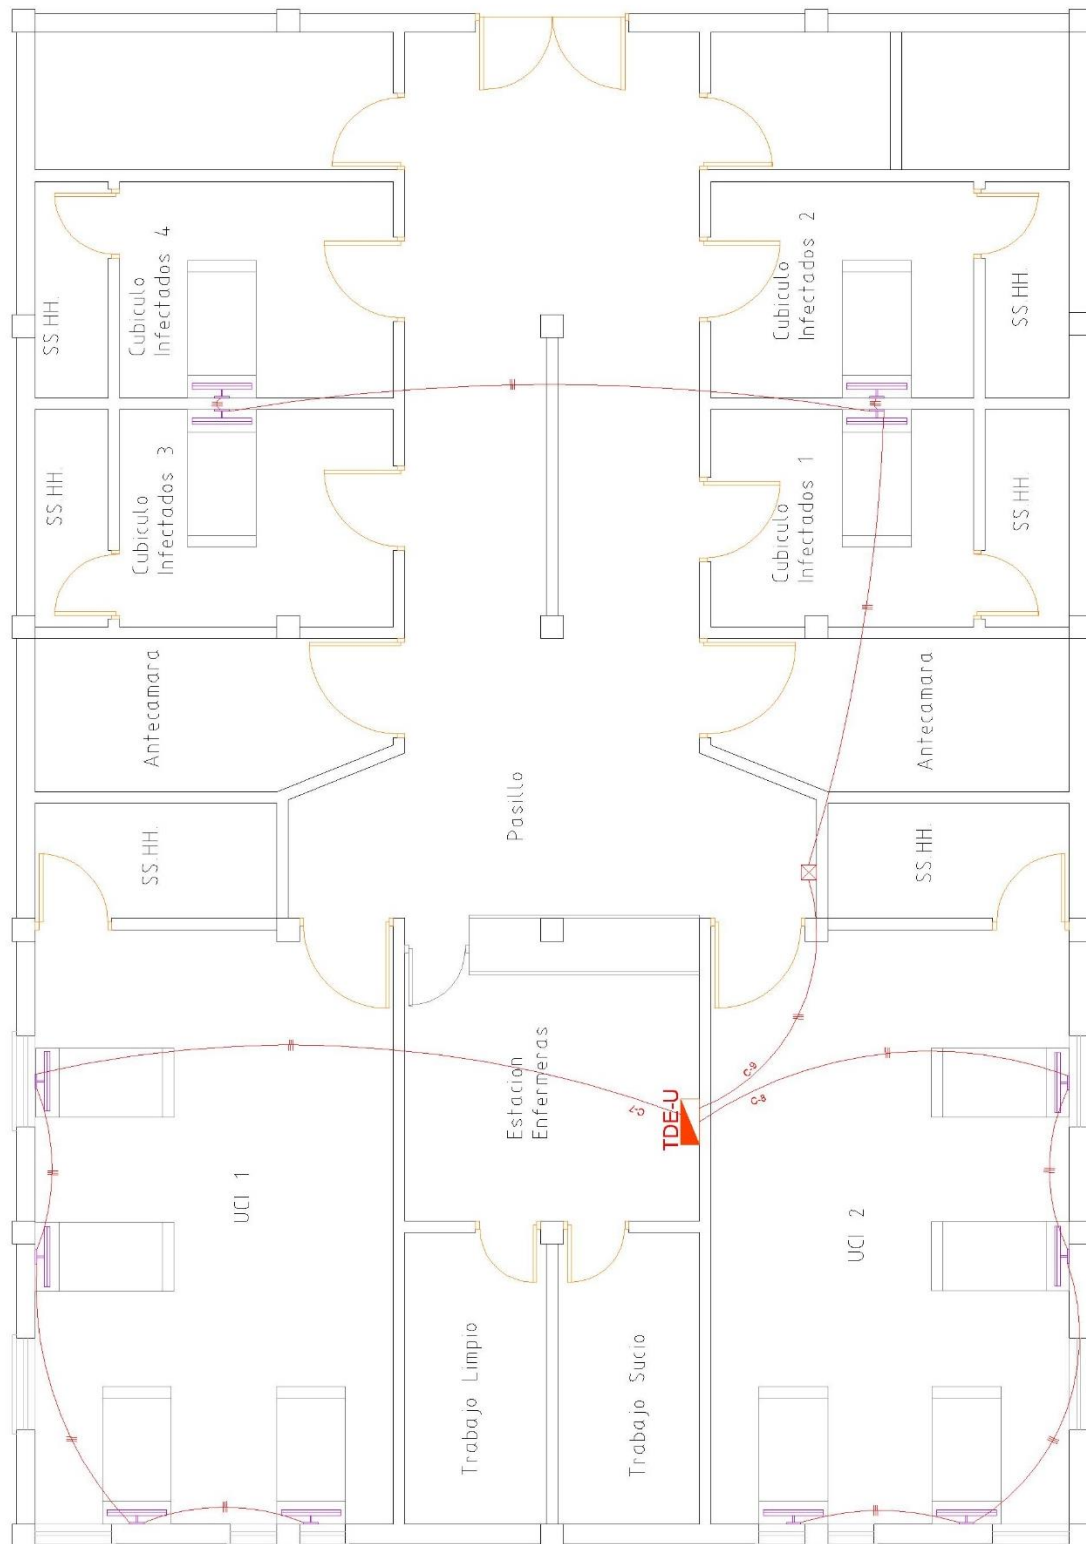 SS.HH.
Cubiculo
Infectados 4
Cubiculo
Infectados 2
SS.HH.
SS.HH.
Cubiculo
Infectados 3
Cubiculo
Infectados 1
SS.HH.
Antecamara
Antecamara
Pasillo
SS.HH.
SS.HH.
Estacion
Enfermeras
C-9
C-8
C-7
TDE-U
UCI 1
UCI 2
Trabajo Limpio
Trabajo Sucio